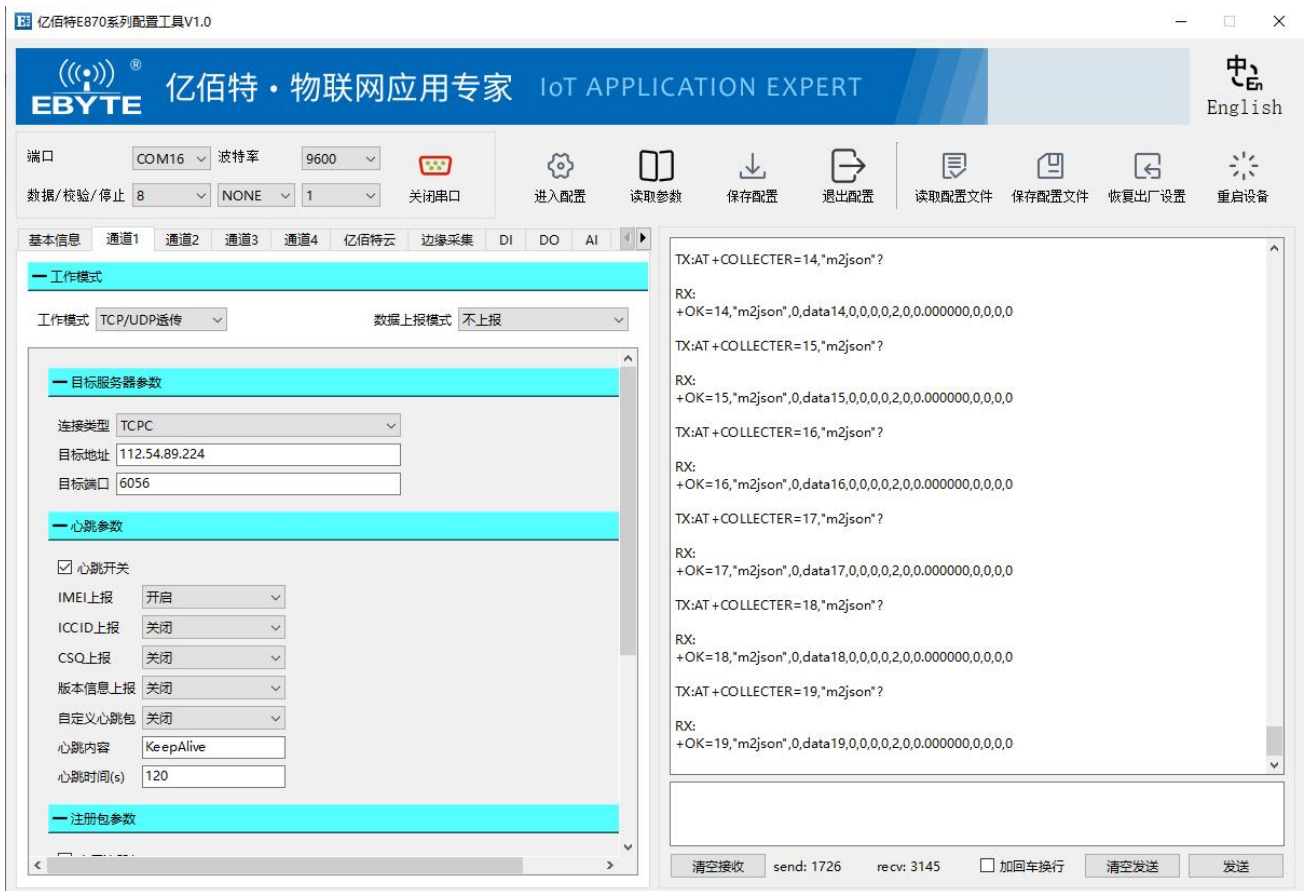 亿佰特E870系列配置工具V1.0
EBYTE ®
亿佰特·物联网应用专家 IoT APPLICATION EXPERT
中 En
English
端口 COM16 波特率 9600
关闭串口
数据/校验/停止 8 NONE 1
进入配置 读取参数 保存配置 退出配置 读取配置文件 保存配置文件 恢复出厂设置 重启设备
基本信息 通道1 通道2 通道3 通道4 亿佰特云 边缘采集 DI DO AI
工作模式
工作模式 TCP/UDP透传 数据上报模式 不上报
目标服务器参数
连接类型 TCPC
目标地址 112.54.89.224
目标端口 6056
心跳参数
心跳开关
IMEI上报 开启
ICCID上报 关闭
CSQ上报 关闭
版本信息上报 关闭
自定义心跳包 关闭
心跳内容 KeepAlive
心跳时间(s) 120
注册包参数
TX:AT+COLLECTER=14,"m2json"?
RX:
+OK=14,"m2json",0,data14,0,0,0,0,2,0,0.000000,0,0,0,0
TX:AT+COLLECTER=15,"m2json"?
RX:
+OK=15,"m2json",0,data15,0,0,0,0,2,0,0.000000,0,0,0,0
TX:AT+COLLECTER=16,"m2json"?
RX:
+OK=16,"m2json",0,data16,0,0,0,0,2,0,0.000000,0,0,0,0
TX:AT+COLLECTER=17,"m2json"?
RX:
+OK=17,"m2json",0,data17,0,0,0,0,2,0,0.000000,0,0,0,0
TX:AT+COLLECTER=18,"m2json"?
RX:
+OK=18,"m2json",0,data18,0,0,0,0,2,0,0.000000,0,0,0,0
TX:AT+COLLECTER=19,"m2json"?
RX:
+OK=19,"m2json",0,data19,0,0,0,0,2,0,0.000000,0,0,0,0
清空接收 send: 1726 recv: 3145 加回车换行 清空发送 发送